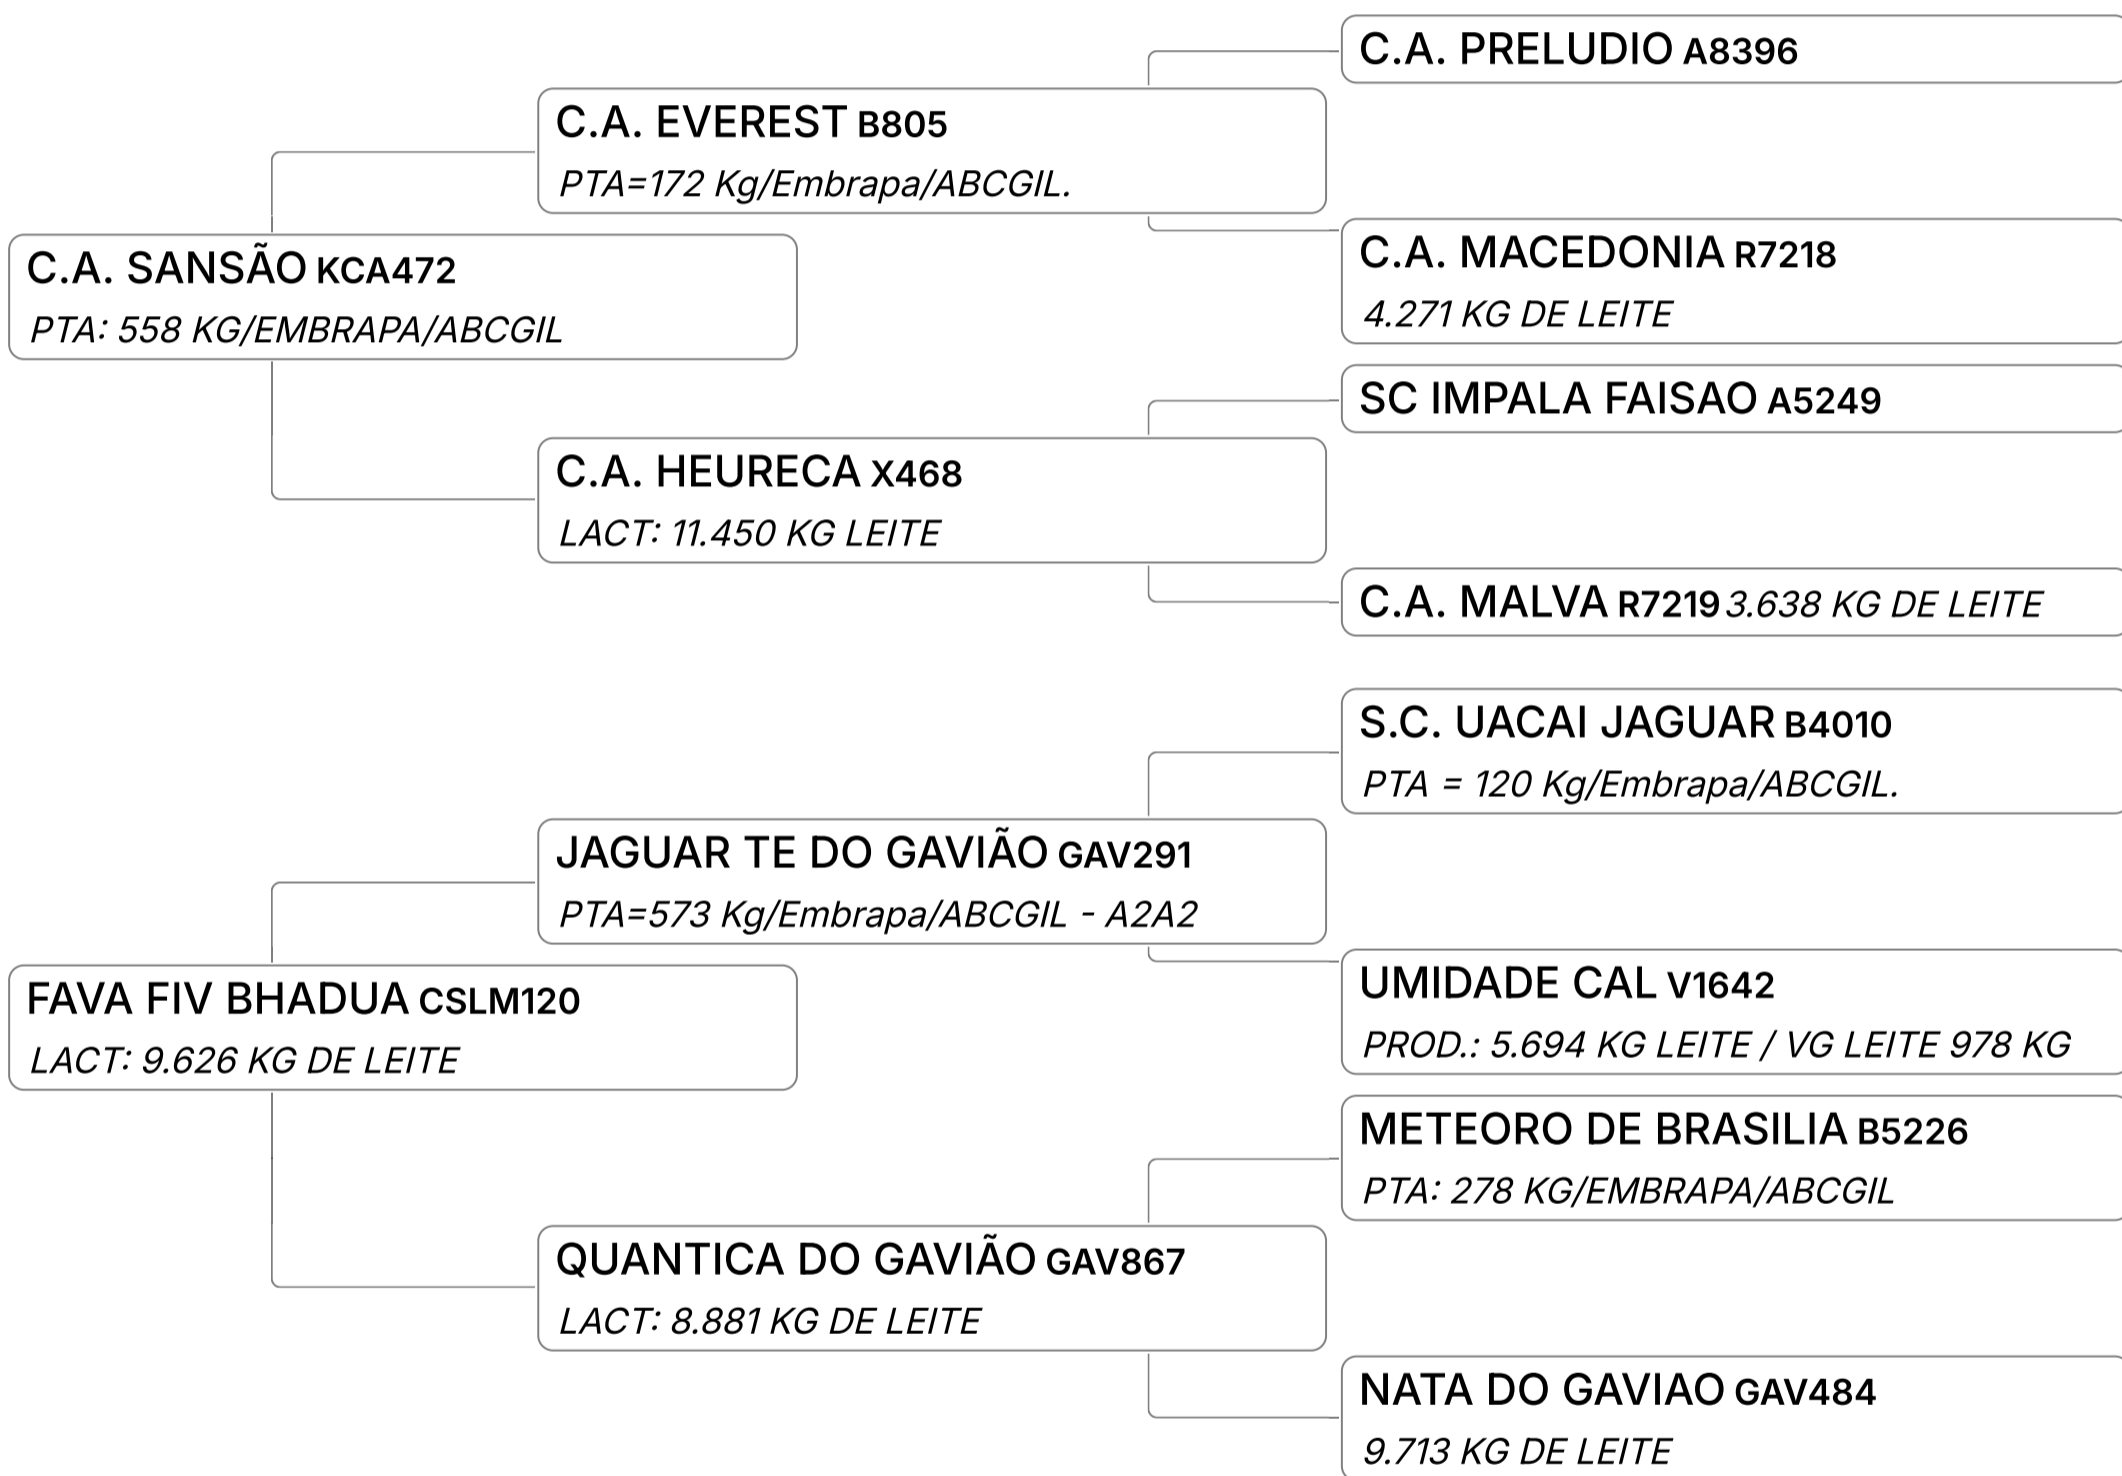 C.A. PRELUDIO A8396
C.A. EVEREST B805
PTA=172 Kg/Embrapa/ABCGIL.
C.A. MACEDONIA R7218
4.271 KG DE LEITE
C.A. SANSÃO KCA472
PTA: 558 KG/EMBRAPA/ABCGIL
SC IMPALA FAISAO A5249
C.A. HEURECA X468
LACT: 11.450 KG LEITE
C.A. MALVA R7219 3.638 KG DE LEITE
S.C. UACAI JAGUAR B4010
PTA = 120 Kg/Embrapa/ABCGIL.
JAGUAR TE DO GAVIÃO GAV291
PTA=573 Kg/Embrapa/ABCGIL - A2A2
UMIDADE CAL V1642
PROD.: 5.694 KG LEITE / VG LEITE 978 KG
FAVA FIV BHADUA CSLM120
LACT: 9.626 KG DE LEITE
METEORO DE BRASILIA B5226
PTA: 278 KG/EMBRAPA/ABCGIL
QUANTICA DO GAVIÃO GAV867
LACT: 8.881 KG DE LEITE
NATA DO GAVIAO GAV484
9.713 KG DE LEITE